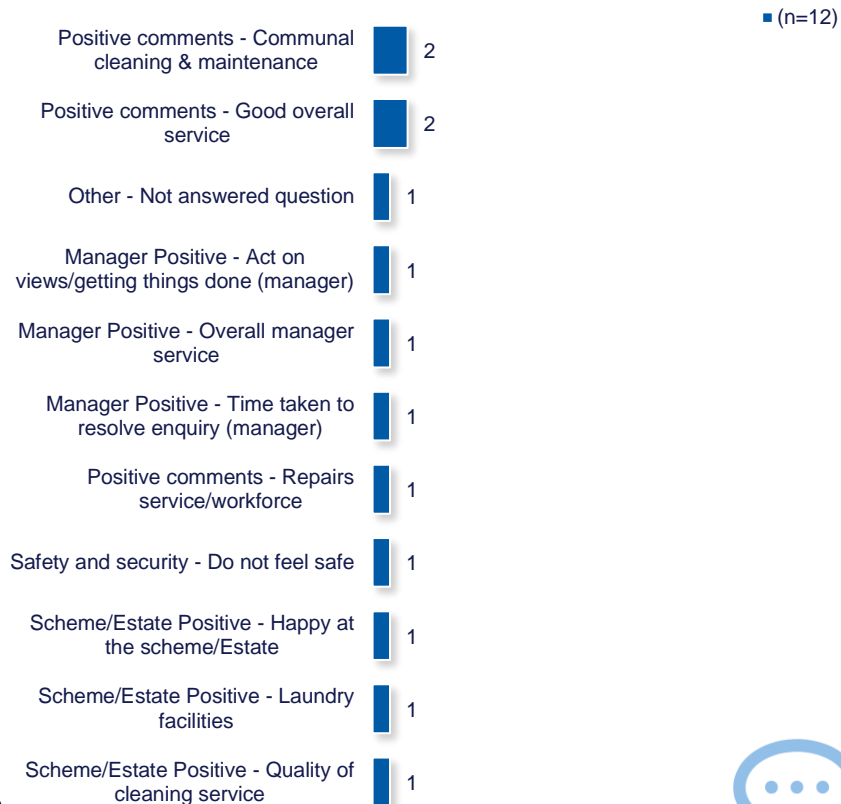 (n=12)
Positive comments - Communal
cleaning & maintenance
2
Positive comments - Good overall
service
2
Other - Not answered question
1
Manager Positive - Act on
views/getting things done (manager)
1
Manager Positive - Overall manager
service
1
Manager Positive - Time taken to
resolve enquiry (manager)
1
Positive comments - Repairs
service/workforce
1
Safety and security - Do not feel safe
1
Scheme/Estate Positive - Happy at
the scheme/Estate
1
Scheme/Estate Positive - Laundry
facilities
1
Scheme/Estate Positive - Quality of
cleaning service
1